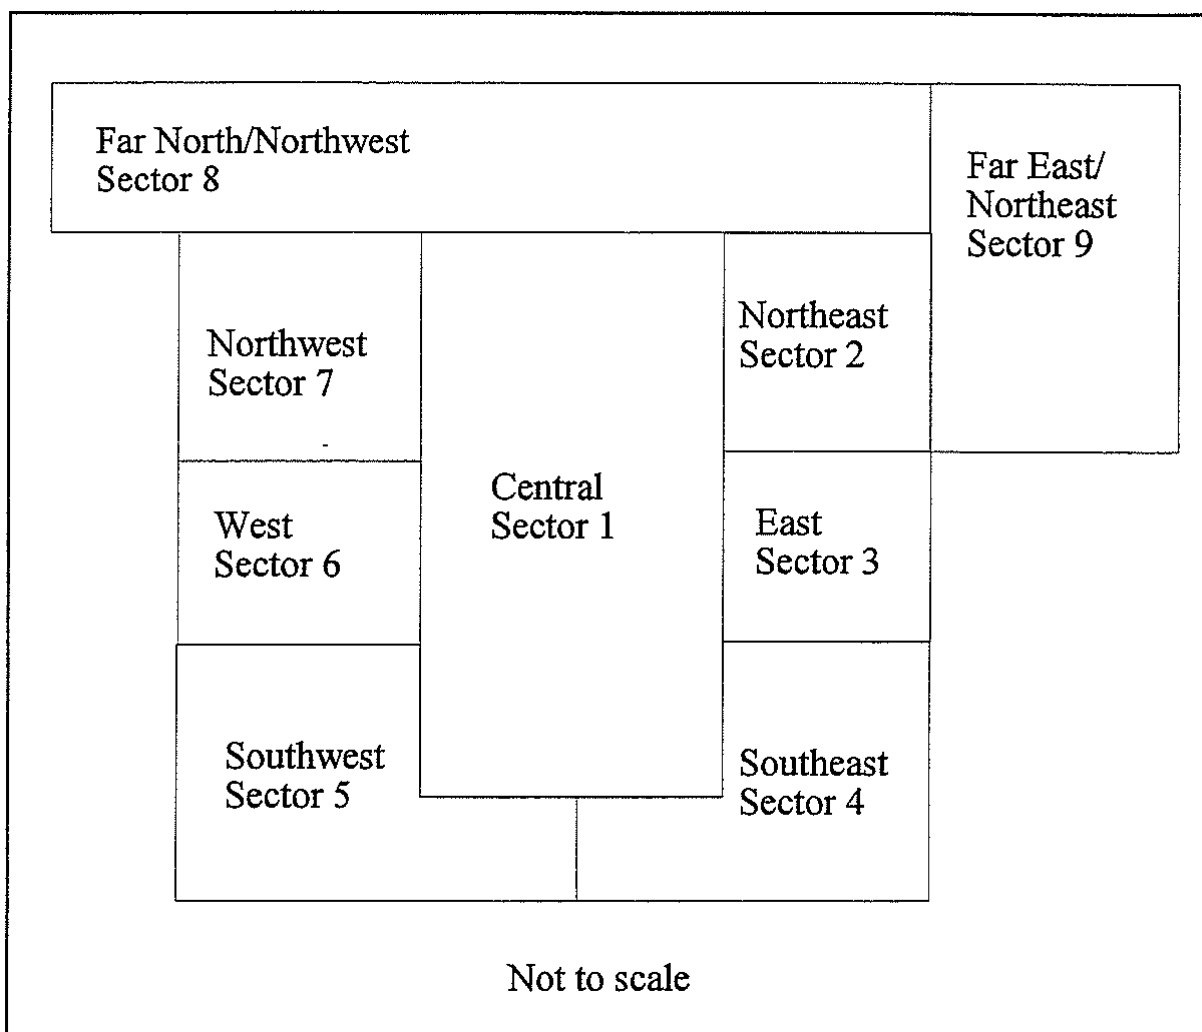 Far North/Northwest
Sector 8
Far East/
Northeast
Sector 9
Northwest
Sector 7
Northeast
Sector 2
Central
Sector 1
West
Sector 6
East
Sector 3
Southwest
Sector 5
Southeast
Sector 4
Not to scale